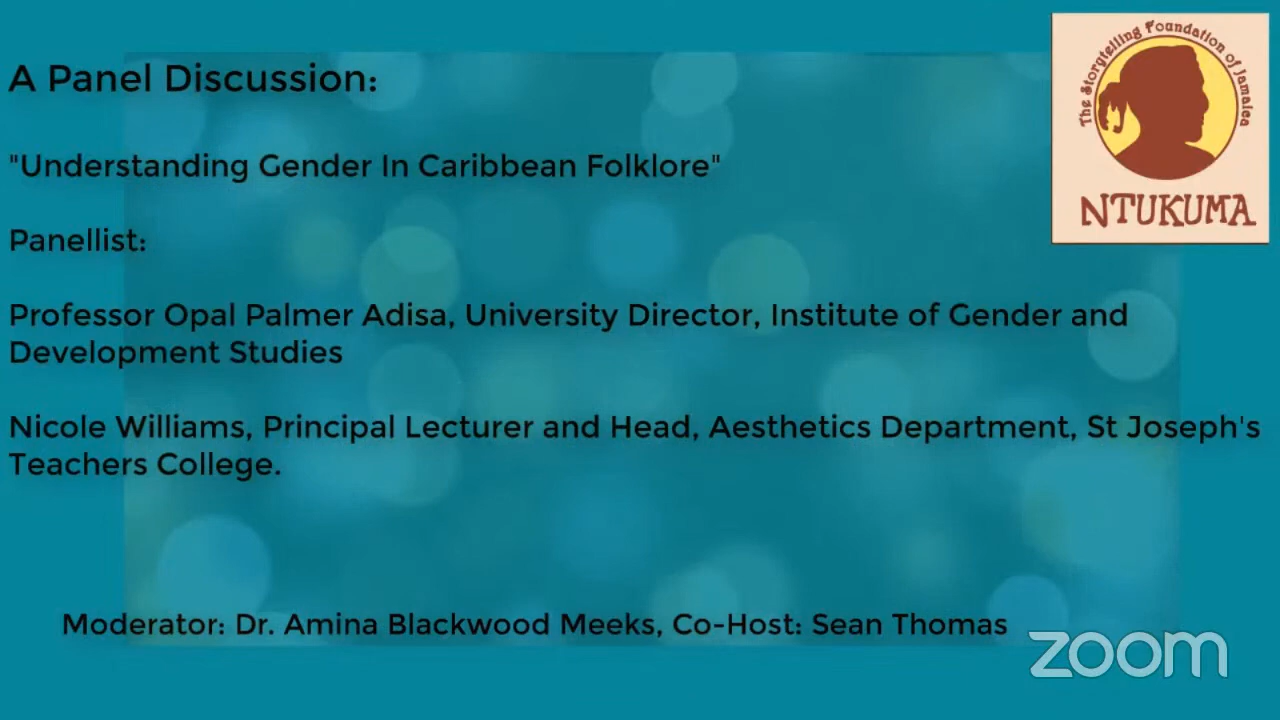 A Panel Discussion:
The Storytelling Foundation of Jamaica
NTUKUMA
"Understanding Gender In Caribbean Folklore"
Panellist:
Professor Opal Palmer Adisa, University Director, Institute of Gender and
Development Studies
Nicole Williams, Principal Lecturer and Head, Aesthetics Department, St Joseph's
Teachers College.
Moderator: Dr. Amina Blackwood Meeks, Co-Host: Sean Thomas
zoom